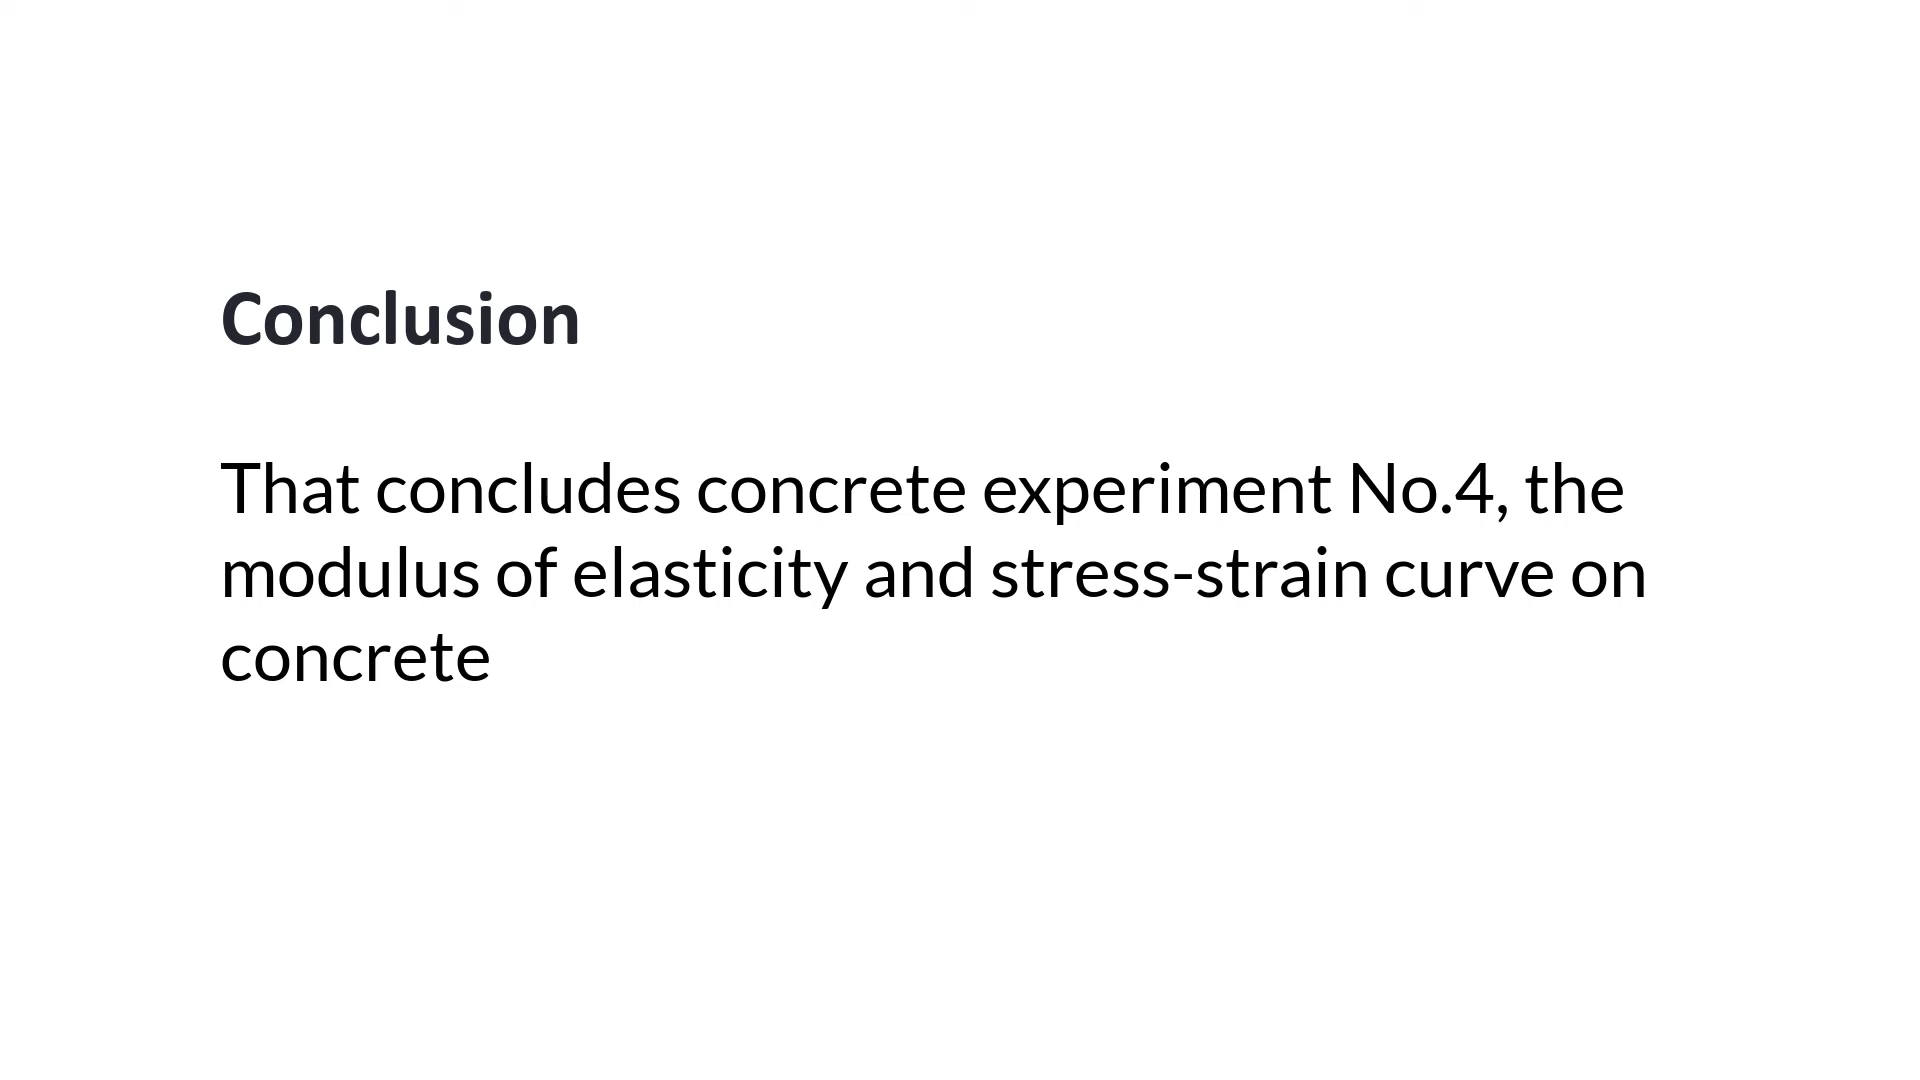 Conclusion
That concludes concrete experiment No.4, the
modulus of elasticity and stress-strain curve on
concrete